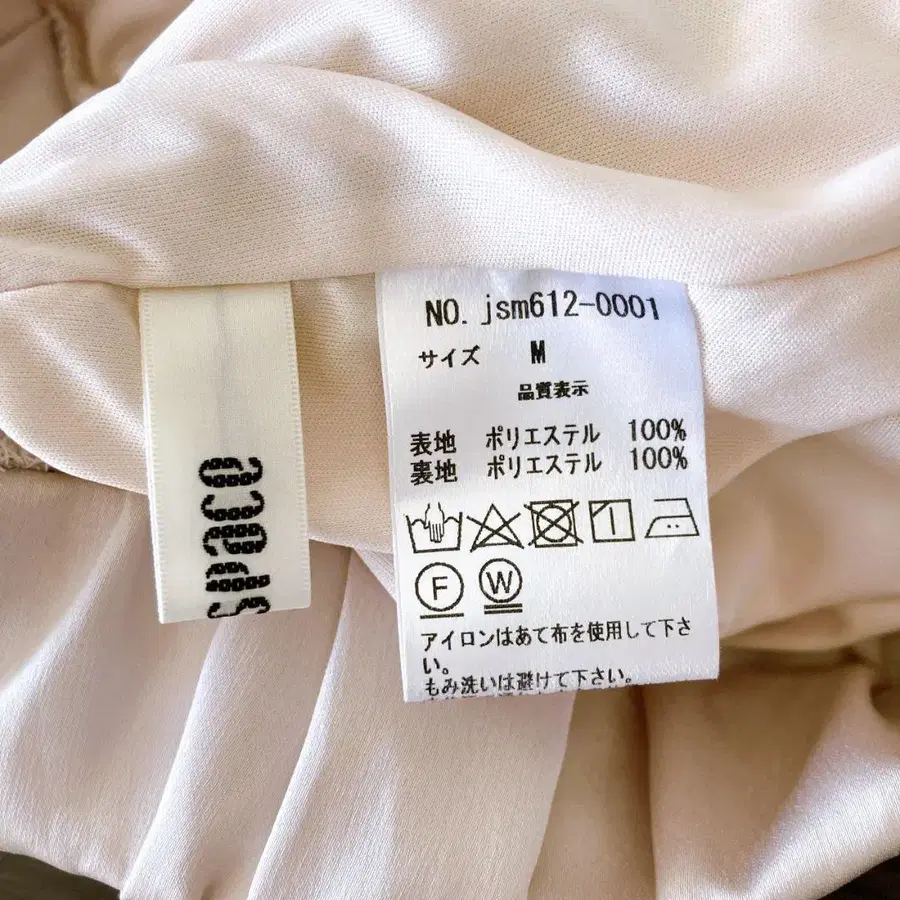 NO. jsm612-0001
サイズ M
品質表示
表地 ポリエステル 100%
裏地 ポリエステル 100%
F W
アイロンはあて布を使用して下さ
い。
もみ洗いは避けて下さい。